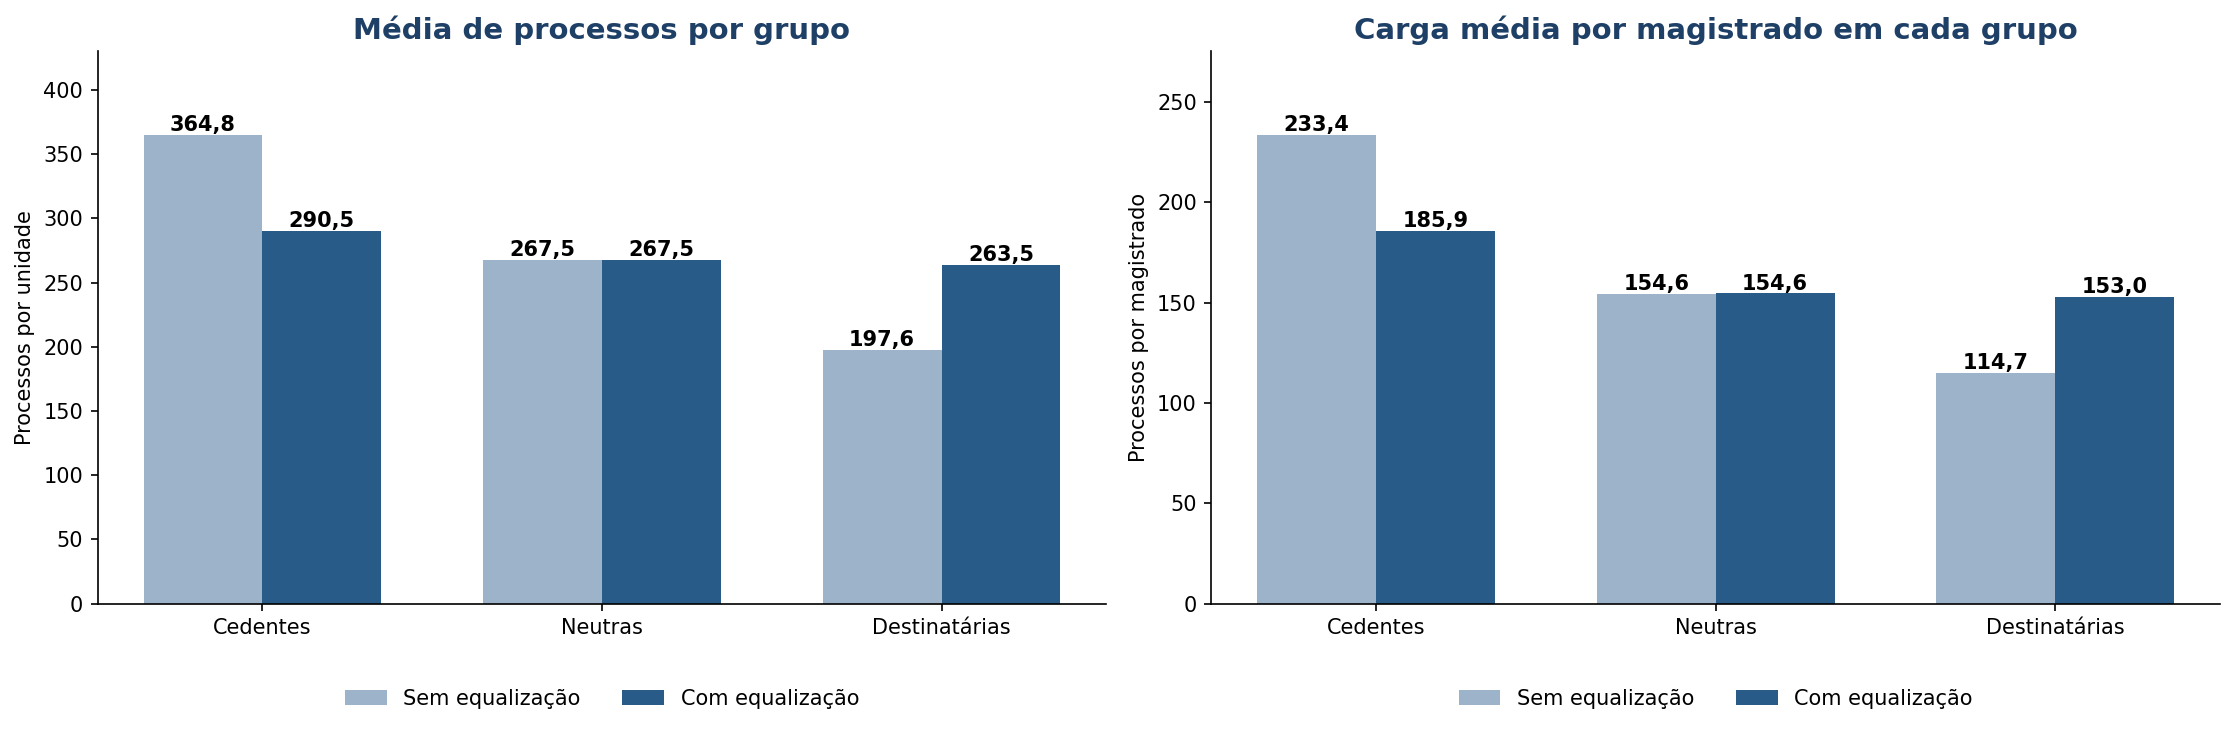 Média de processos por grupo
Processos por unidade
400
350
300
250
200
150
100
50
0
364,8
290,5
267,5
267,5
197,6
263,5
Cedentes
Neutras
Destinatárias
Sem equalização
Com equalização
Carga média por magistrado em cada grupo
Processos por magistrado
250
200
150
100
50
0
233,4
185,9
154,6
154,6
114,7
153,0
Cedentes
Neutras
Destinatárias
Sem equalização
Com equalização